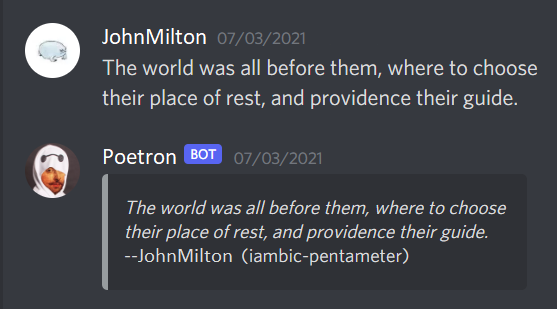 JohnMilton 07/03/2021
The world was all before them, where to choose
their place of rest, and providence their guide.
Poetron BOT 07/03/2021
The world was all before them, where to choose
their place of rest, and providence their guide.
--JohnMilton (iambic-pentameter)